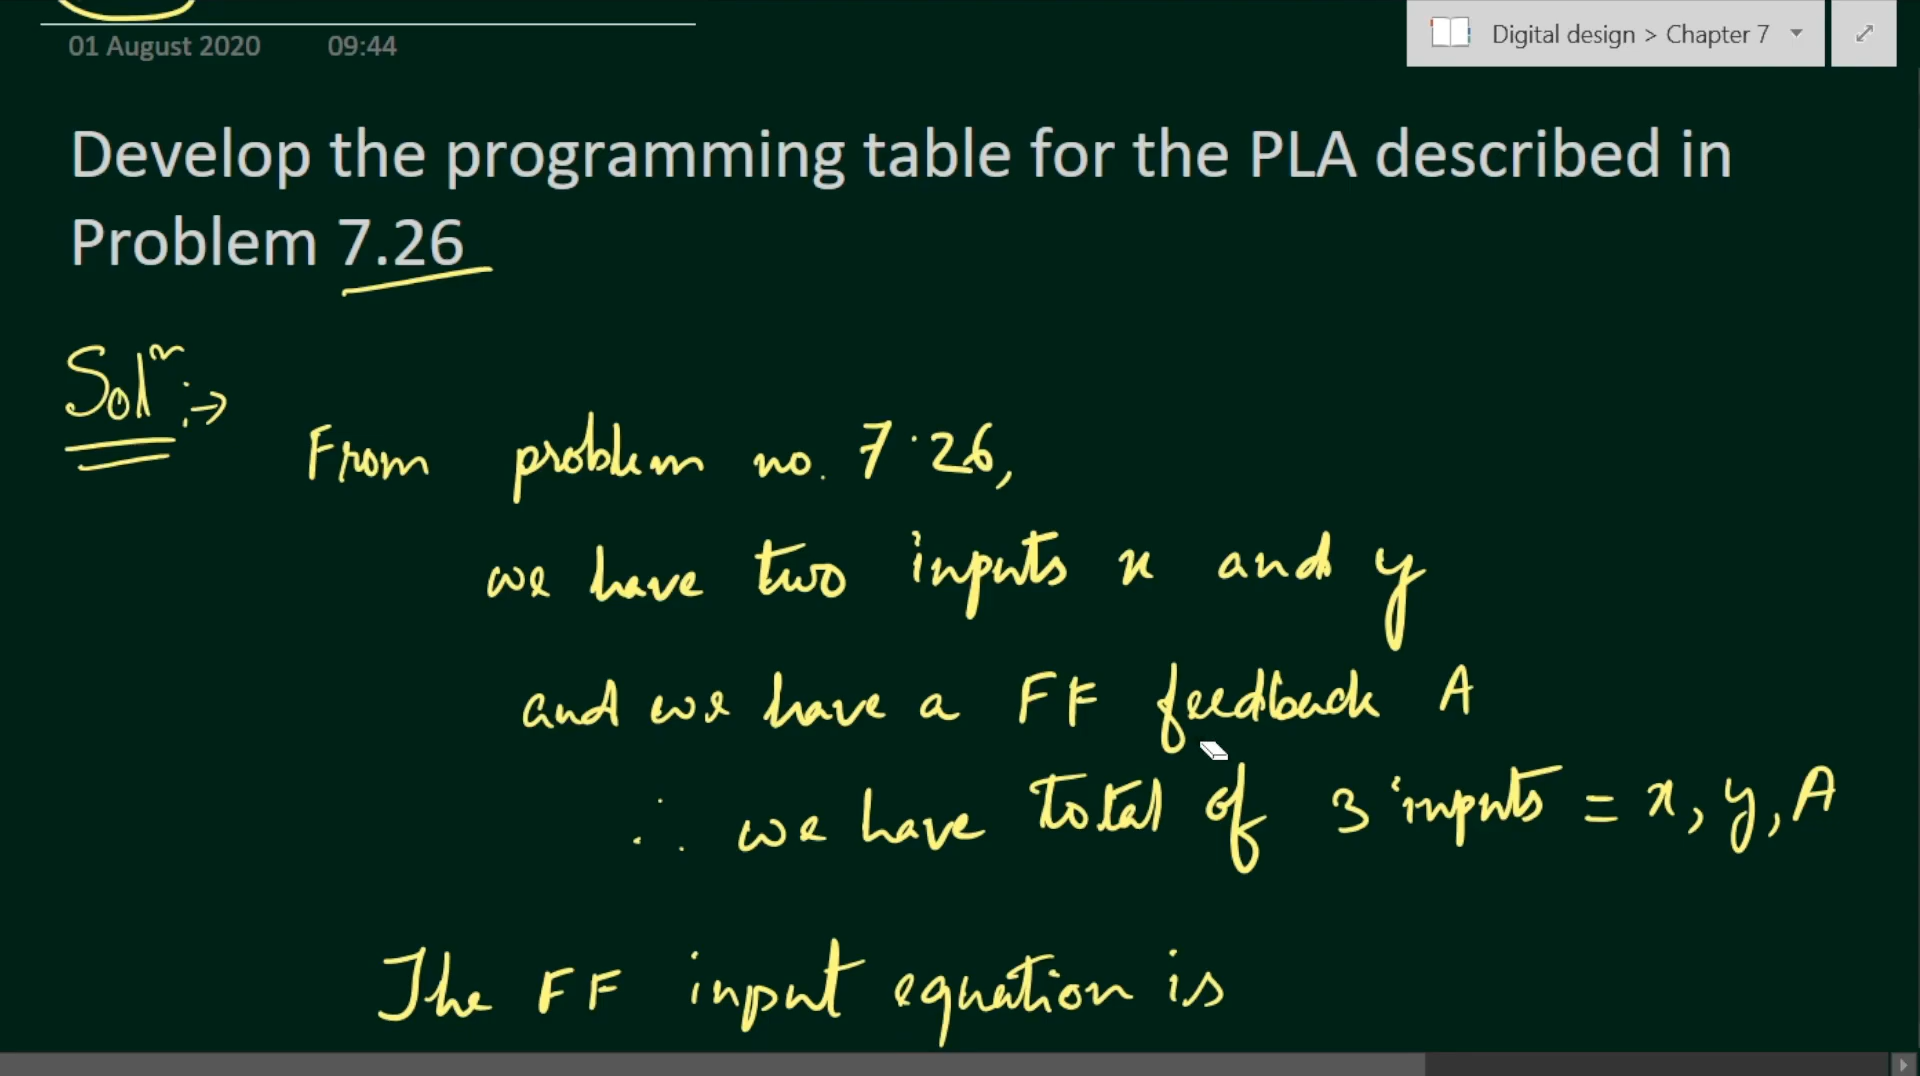 01 August 2020 09:44
Digital design > Chapter 7
Develop the programming table for the PLA described in
Problem 7.26
Solⁿ:→
From problem no. 7.26,
we have two inputs x and y
and we have a FF feedback A
∴ we have total of 3 inputs = x, y, A
The FF input equation is